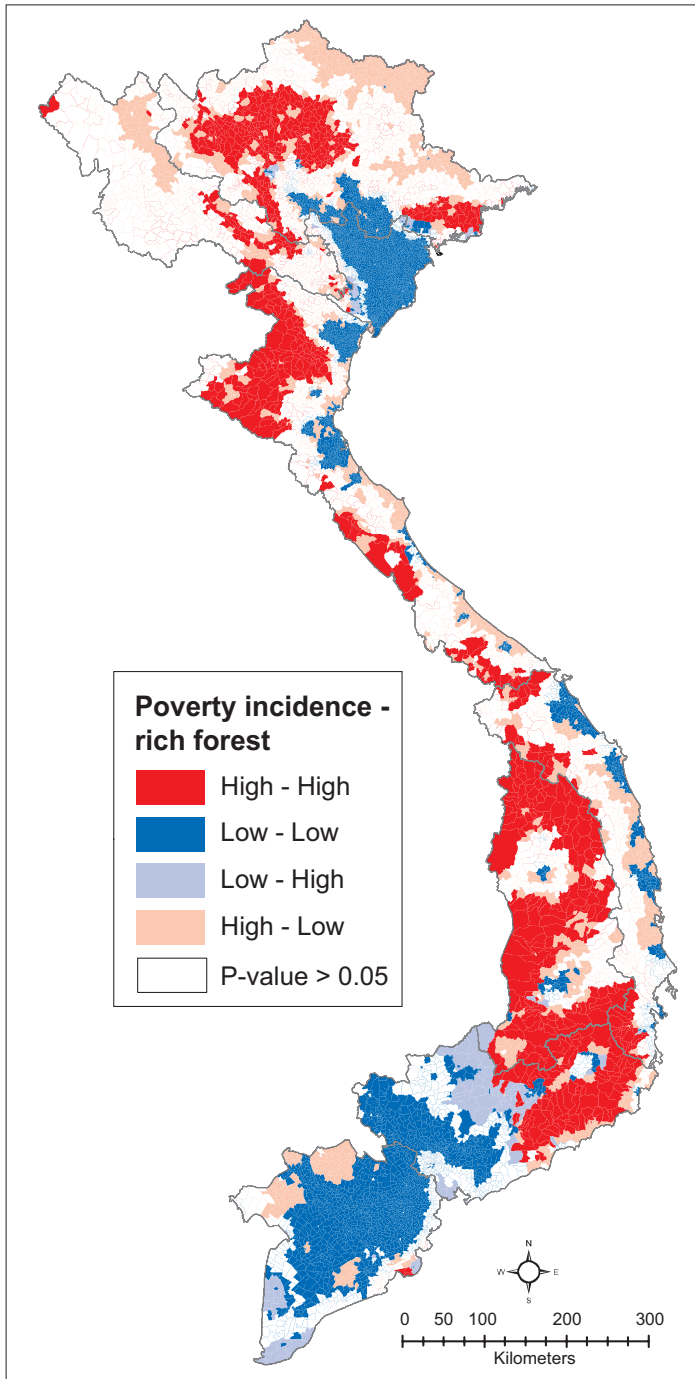 Poverty incidence -
rich forest
High - High
Low - Low
Low - High
High - Low
P-value > 0.05
N
W E
S
0 50 100 200 300
Kilometers